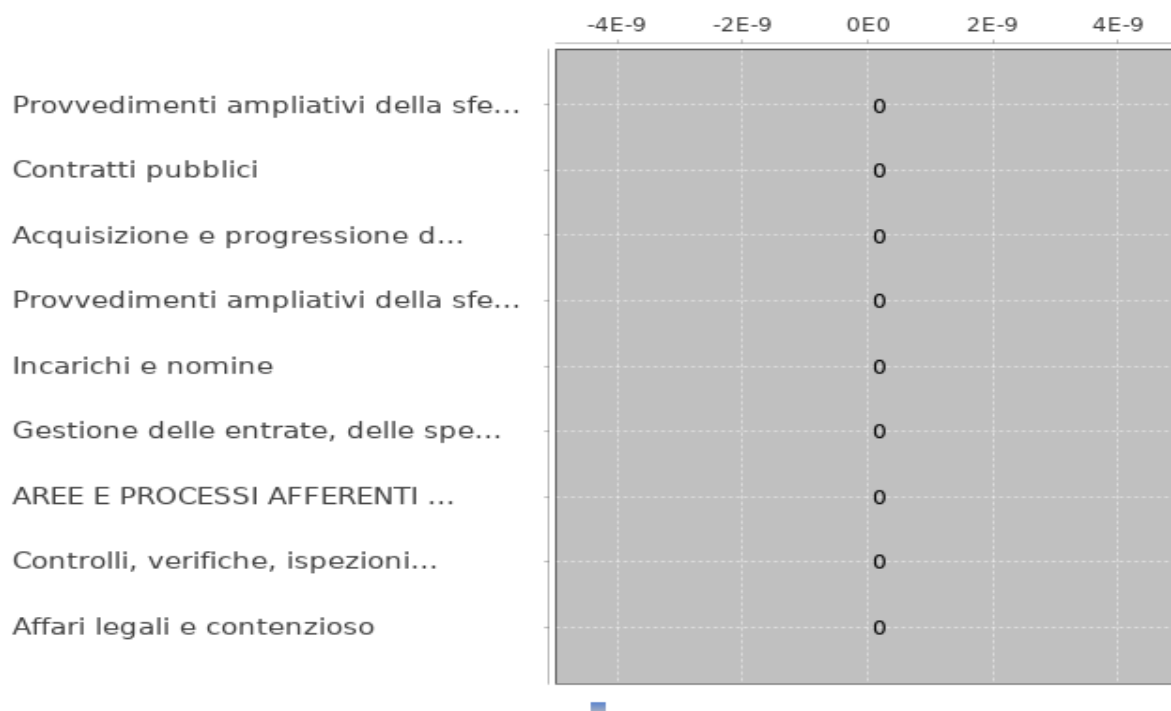 -4E-9 -2E-9 0E0 2E-9 4E-9
Provvedimenti ampliativi della sfe... 0
Contratti pubblici 0
Acquisizione e progressione d... 0
Provvedimenti ampliativi della sfe... 0
Incarichi e nomine 0
Gestione delle entrate, delle spe... 0
AREE E PROCESSI AFFERENTI ... 0
Controlli, verifiche, ispezioni... 0
Affari legali e contenzioso 0